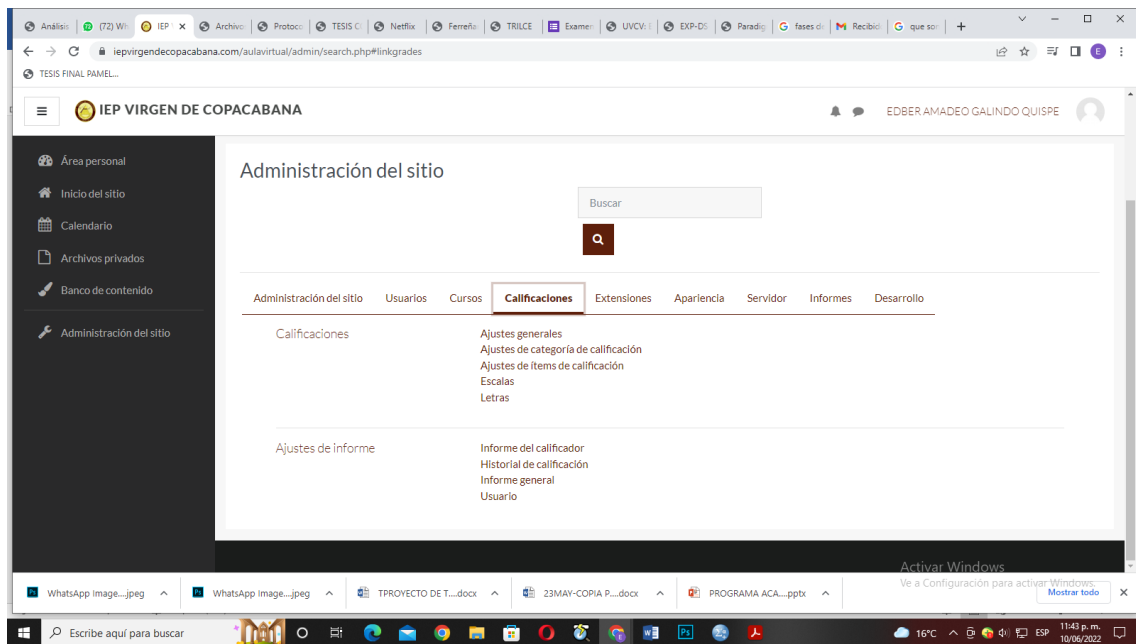 Análisis
(72) Wh
IEP
Archivo
Protoco
TESIS
Netflix
Ferreña
TRILCE
Examen
UVCV:
EXP-DS
Paradig
fases de
Recibid
que son
iepvirgendecopacabana.com/aulavirtual/admin/search.php#linkgrades
TESIS FINAL PAMEL...
IEP VIRGEN DE COPACABANA
EDBER AMADEO GALINDO QUISPE
Área personal
Inicio del sitio
Calendario
Archivos privados
Banco de contenido
Administración del sitio
Administración del sitio
Buscar
Administración del sitio Usuarios Cursos Calificaciones Extensiones Apariencia Servidor Informes Desarrollo
Calificaciones
Ajustes generales
Ajustes de categoría de calificación
Ajustes de ítems de calificación
Escalas
Letras
Ajustes de informe
Informe del calificador
Historial de calificación
Informe general
Usuario
Activar Windows
Ve a Configuración para activar Windows.
WhatsApp Image....jpeg
WhatsApp Image....jpeg
TPROYECTO DE T....docx
23MAY-COPIA P....docx
PROGRAMA ACA....pptx
Mostrar todo
Escribe aquí para buscar
16°C
ESP
11:43 p. m.
10/06/2022